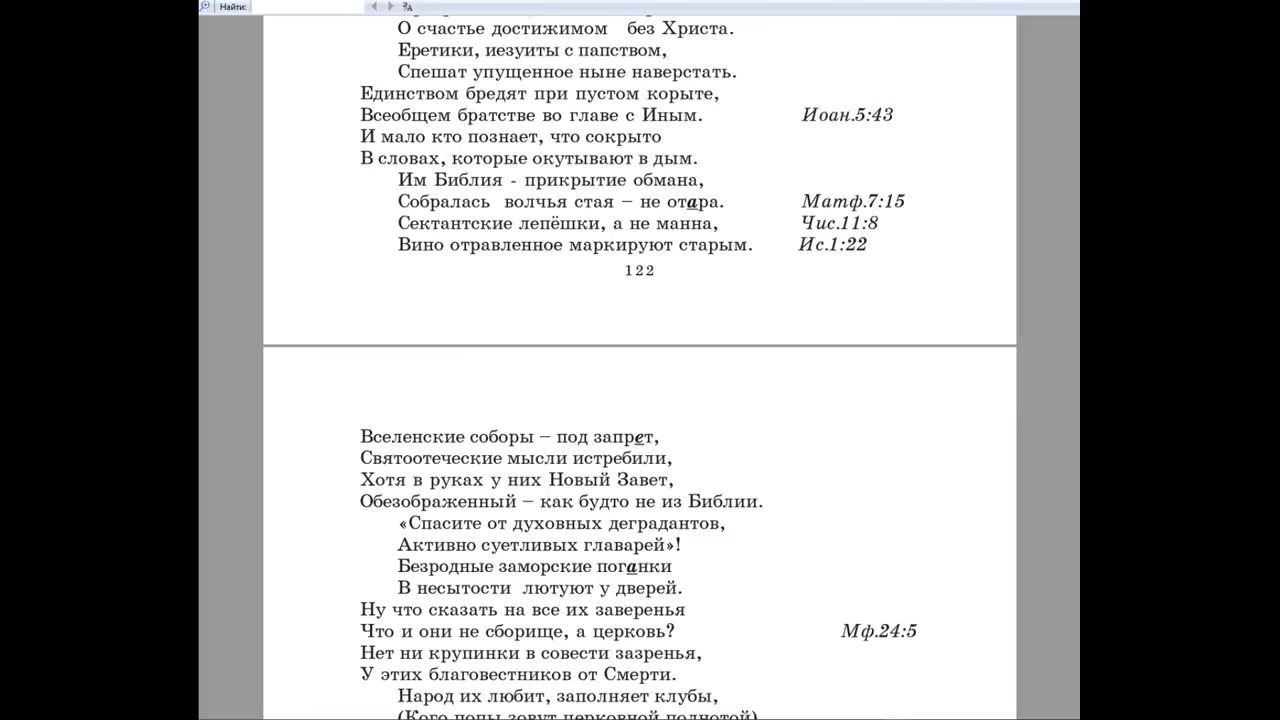 Найти:
О счастье достижимом без Христа.
Еретики, иезуиты с папством,
Спешат упущенное ныне наверстать.
Единством бредят при пустом корыте,
Всеобщем братстве во главе с Иным. Иоан.5:43
И мало кто познает, что сокрыто
В словах, которые окутывают в дым.
Им Библия - прикрытие обмана,
Собралась волчья стая – не отара. Матф.7:15
Сектантские лепёшки, а не манна, Чис.11:8
Вино отравленное маркируют старым. Ис.1:22
122
Вселенские соборы – под запрет,
Святоотеческие мысли истребили,
Хотя в руках у них Новый Завет,
Обезображенный – как будто не из Библии.
«Спасите от духовных деградантов,
Активно суетливых главарей»!
Безродные заморские поганки
В несытости лютуют у дверей.
Ну что сказать на все их заверенья
Что и они не сборище, а церковь? Мф.24:5
Нет ни крупинки в совести зазренья,
У этих благовестников от Смерти.
Народ их любит, заполняет клубы,
(Кого попы зовут церковной полнотой)